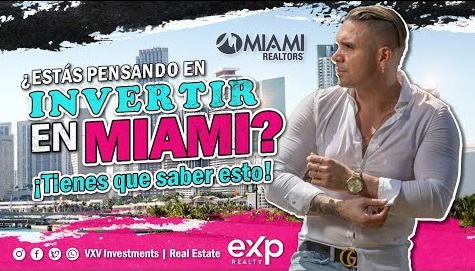 MIAMI
REALTORS®
¿ESTÁS PENSANDO EN
INVERTIR
EN MIAMI?
¡Tienes que saber esto!
VXV Investments | Real Estate
exp
REALTY